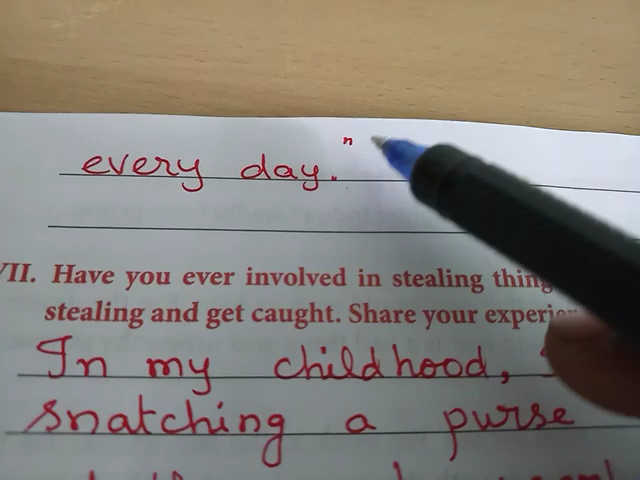 every day."
VII. Have you ever involved in stealing thing
stealing and get caught. Share your experie
In my childhood,
snatching a purse